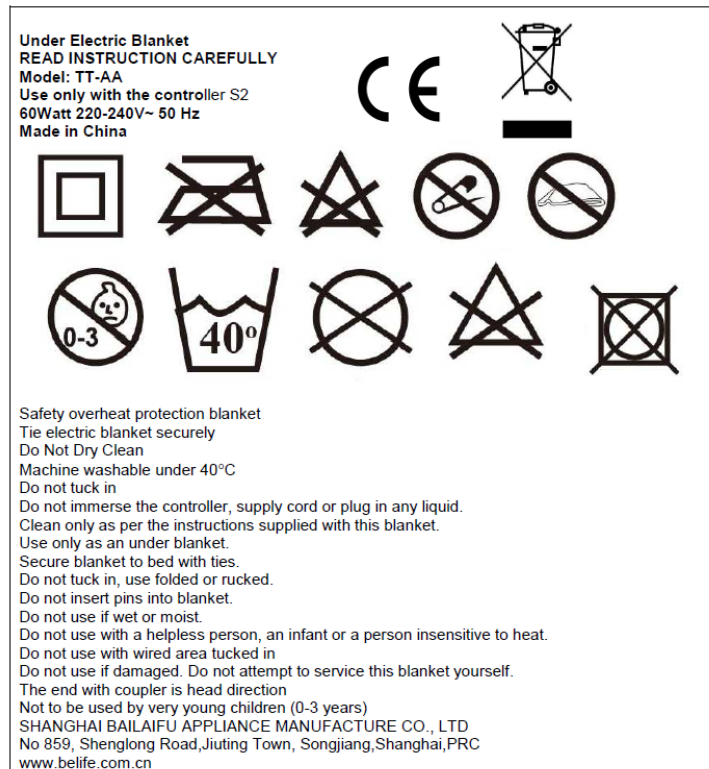 Under Electric Blanket
READ INSTRUCTION CAREFULLY
Model: TT-AA
Use only with the controller S2
60Watt 220-240V~ 50 Hz
Made in China
CE
0-3
40°
Safety overheat protection blanket
Tie electric blanket securely
Do Not Dry Clean
Machine washable under 40°C
Do not tuck in
Do not immerse the controller, supply cord or plug in any liquid.
Clean only as per the instructions supplied with this blanket.
Use only as an under blanket.
Secure blanket to bed with ties.
Do not tuck in, use folded or rucked.
Do not insert pins into blanket.
Do not use if wet or moist.
Do not use with a helpless person, an infant or a person insensitive to heat.
Do not use with wired area tucked in
Do not use if damaged. Do not attempt to service this blanket yourself.
The end with coupler is head direction
Not to be used by very young children (0-3 years)
SHANGHAI BAILAIFU APPLIANCE MANUFACTURE CO., LTD
No 859, Shenglong Road,Jiuting Town, Songjiang,Shanghai,PRC
www.belife.com.cn